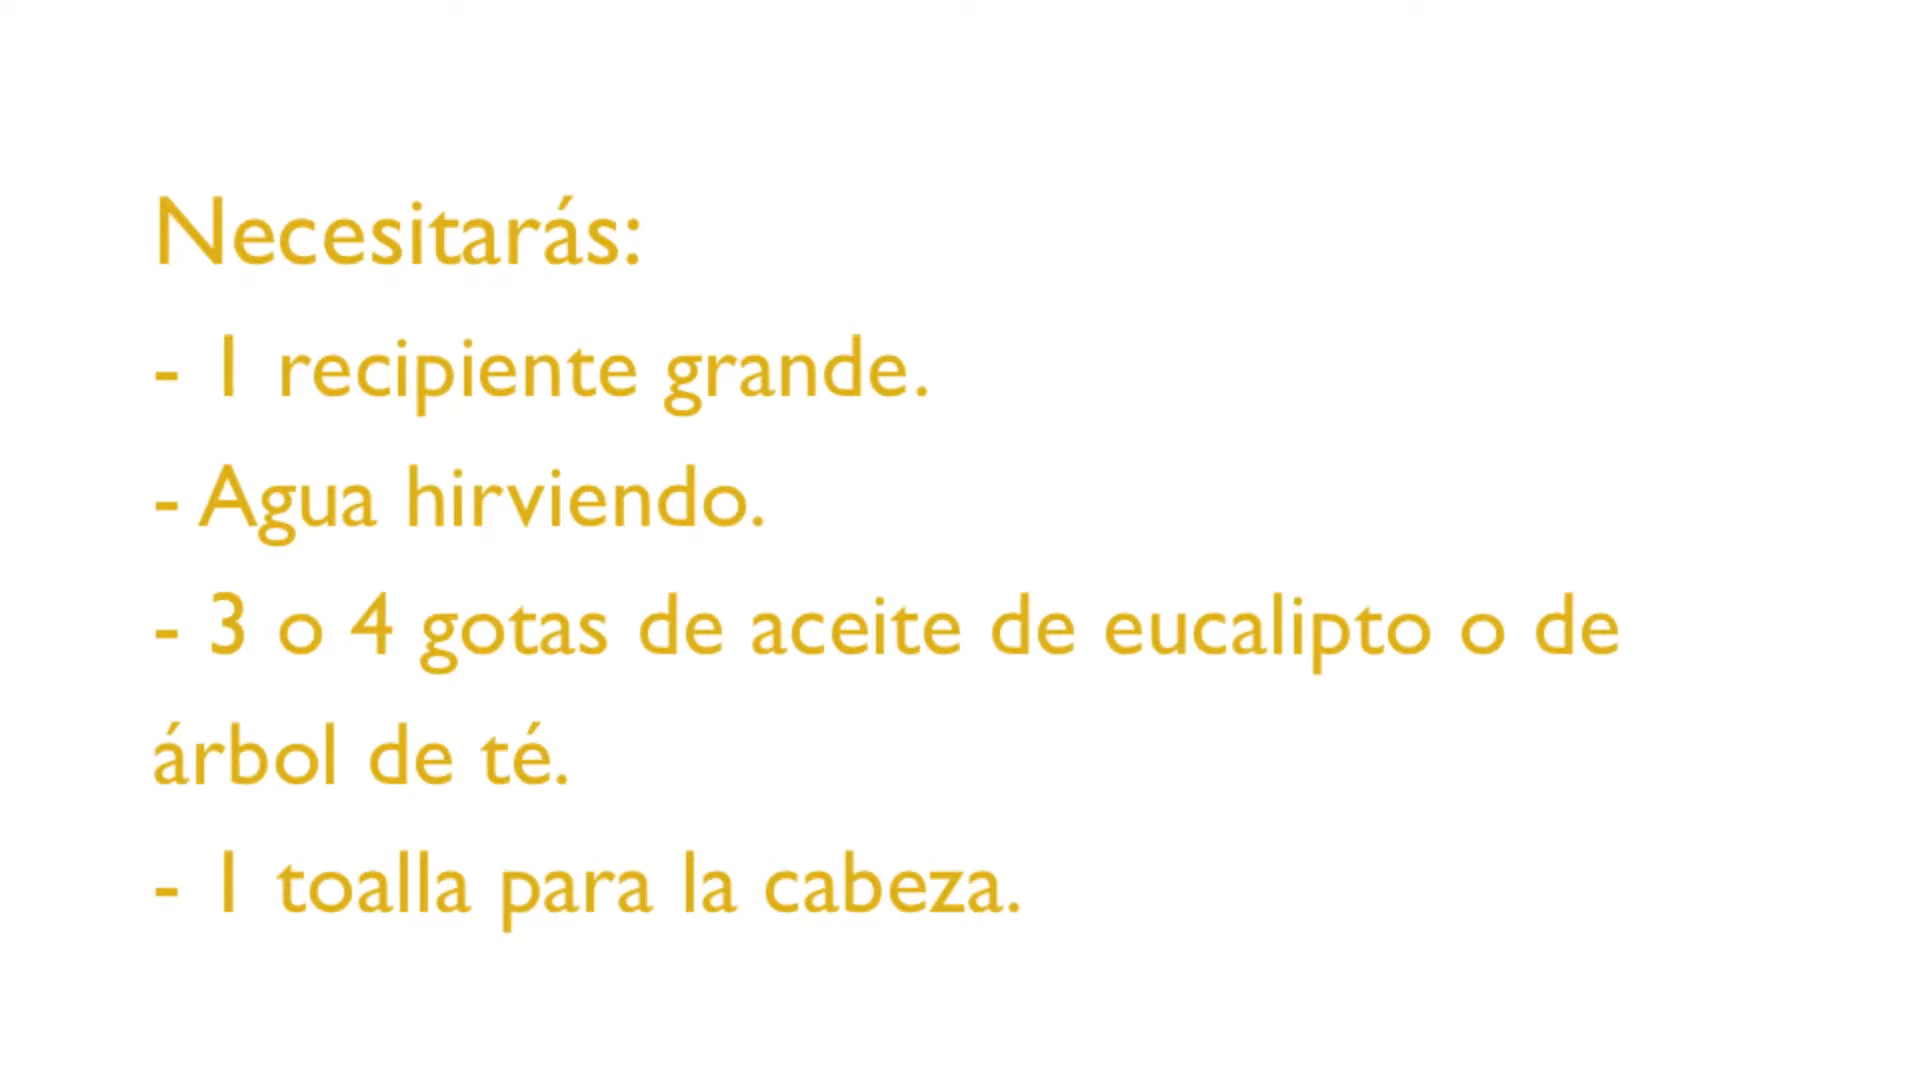 Necesitarás:
- 1 recipiente grande.
- Agua hirviendo.
- 3 o 4 gotas de aceite de eucalipto o de
árbol de té.
- 1 toalla para la cabeza.